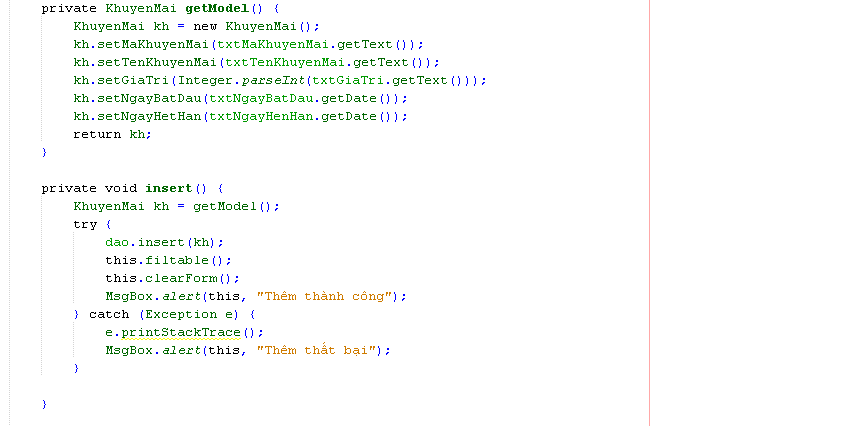 private KhuyenMai getModel() {
KhuyenMai kh = new KhuyenMai();
kh.setMaKhuyenMai(txtMaKhuyenMai.getText());
kh.setTenKhuyenMai(txtTenKhuyenMai.getText());
kh.setGiaTri(Integer.parseInt(txtGiaTri.getText()));
kh.setNgayBatDau(txtNgayBatDau.getDate());
kh.setNgayHetHan(txtNgayHenHan.getDate());
return kh;
}
private void insert() {
KhuyenMai kh = getModel();
try {
dao.insert(kh);
this.filtable();
this.clearForm();
MsgBox.alert(this, "Thêm thành công");
} catch (Exception e) {
e.printStackTrace();
MsgBox.alert(this, "Thêm thất bại");
}
}